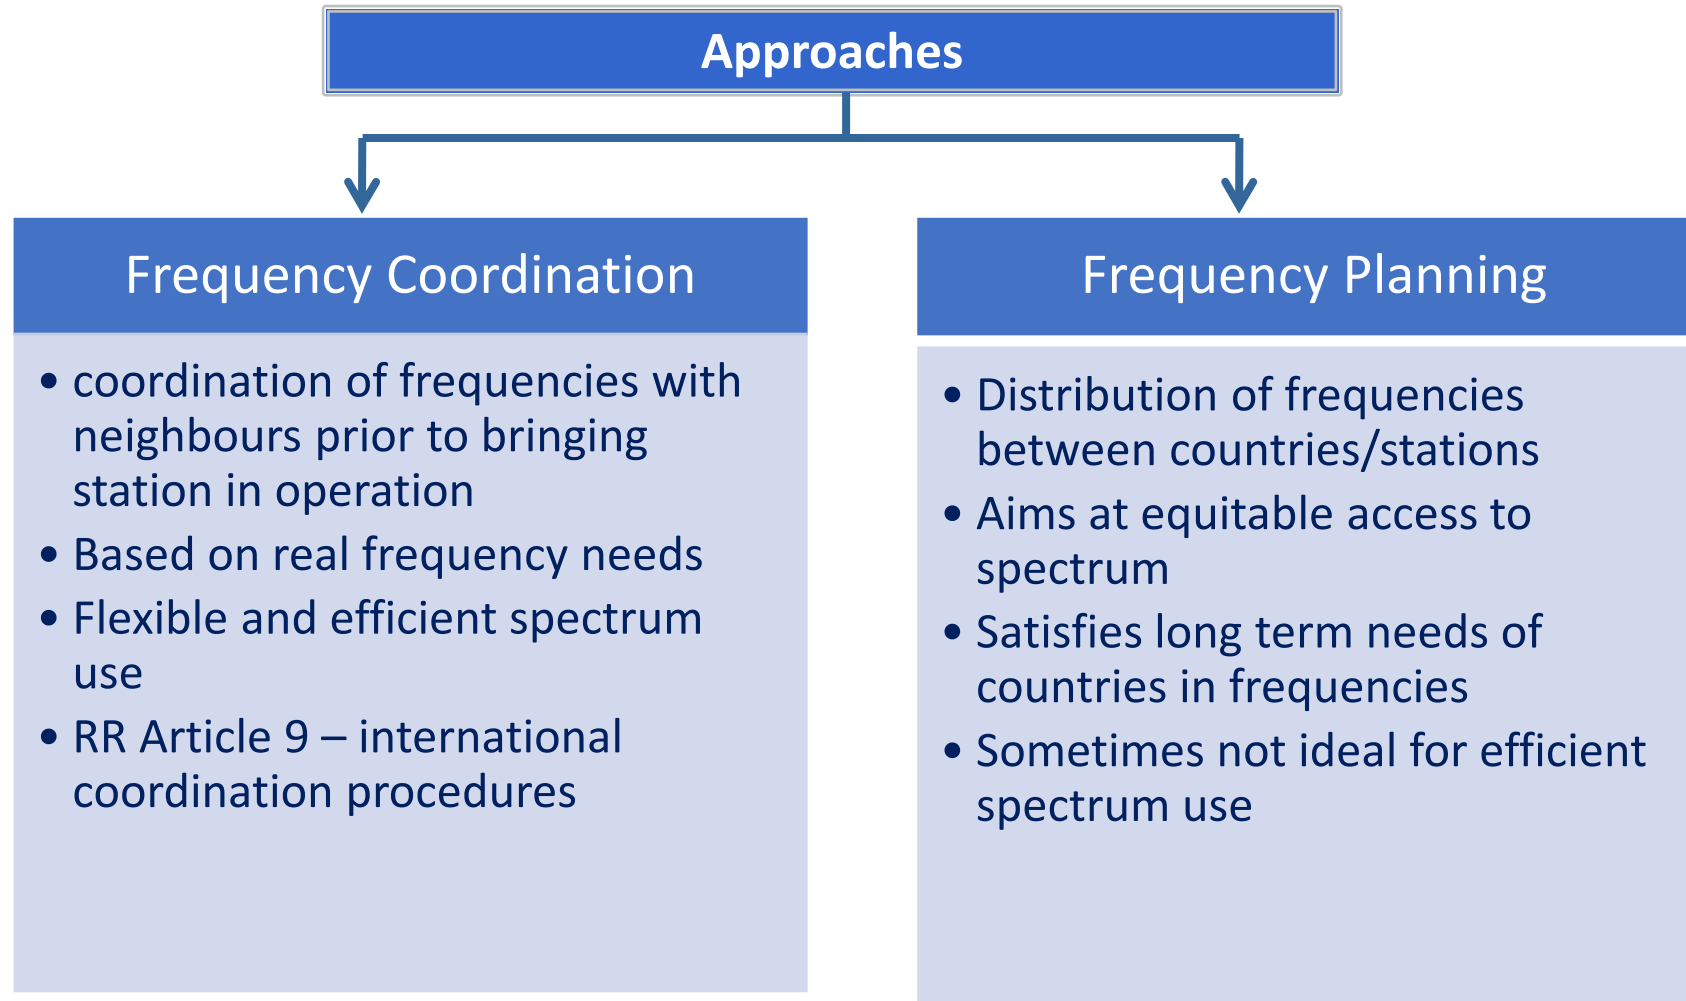 Approaches
Frequency Coordination
• coordination of frequencies with
neighbours prior to bringing
station in operation
• Based on real frequency needs
• Flexible and efficient spectrum
use
• RR Article 9 – international
coordination procedures
Frequency Planning
• Distribution of frequencies
between countries/stations
• Aims at equitable access to
spectrum
• Satisfies long term needs of
countries in frequencies
• Sometimes not ideal for efficient
spectrum use